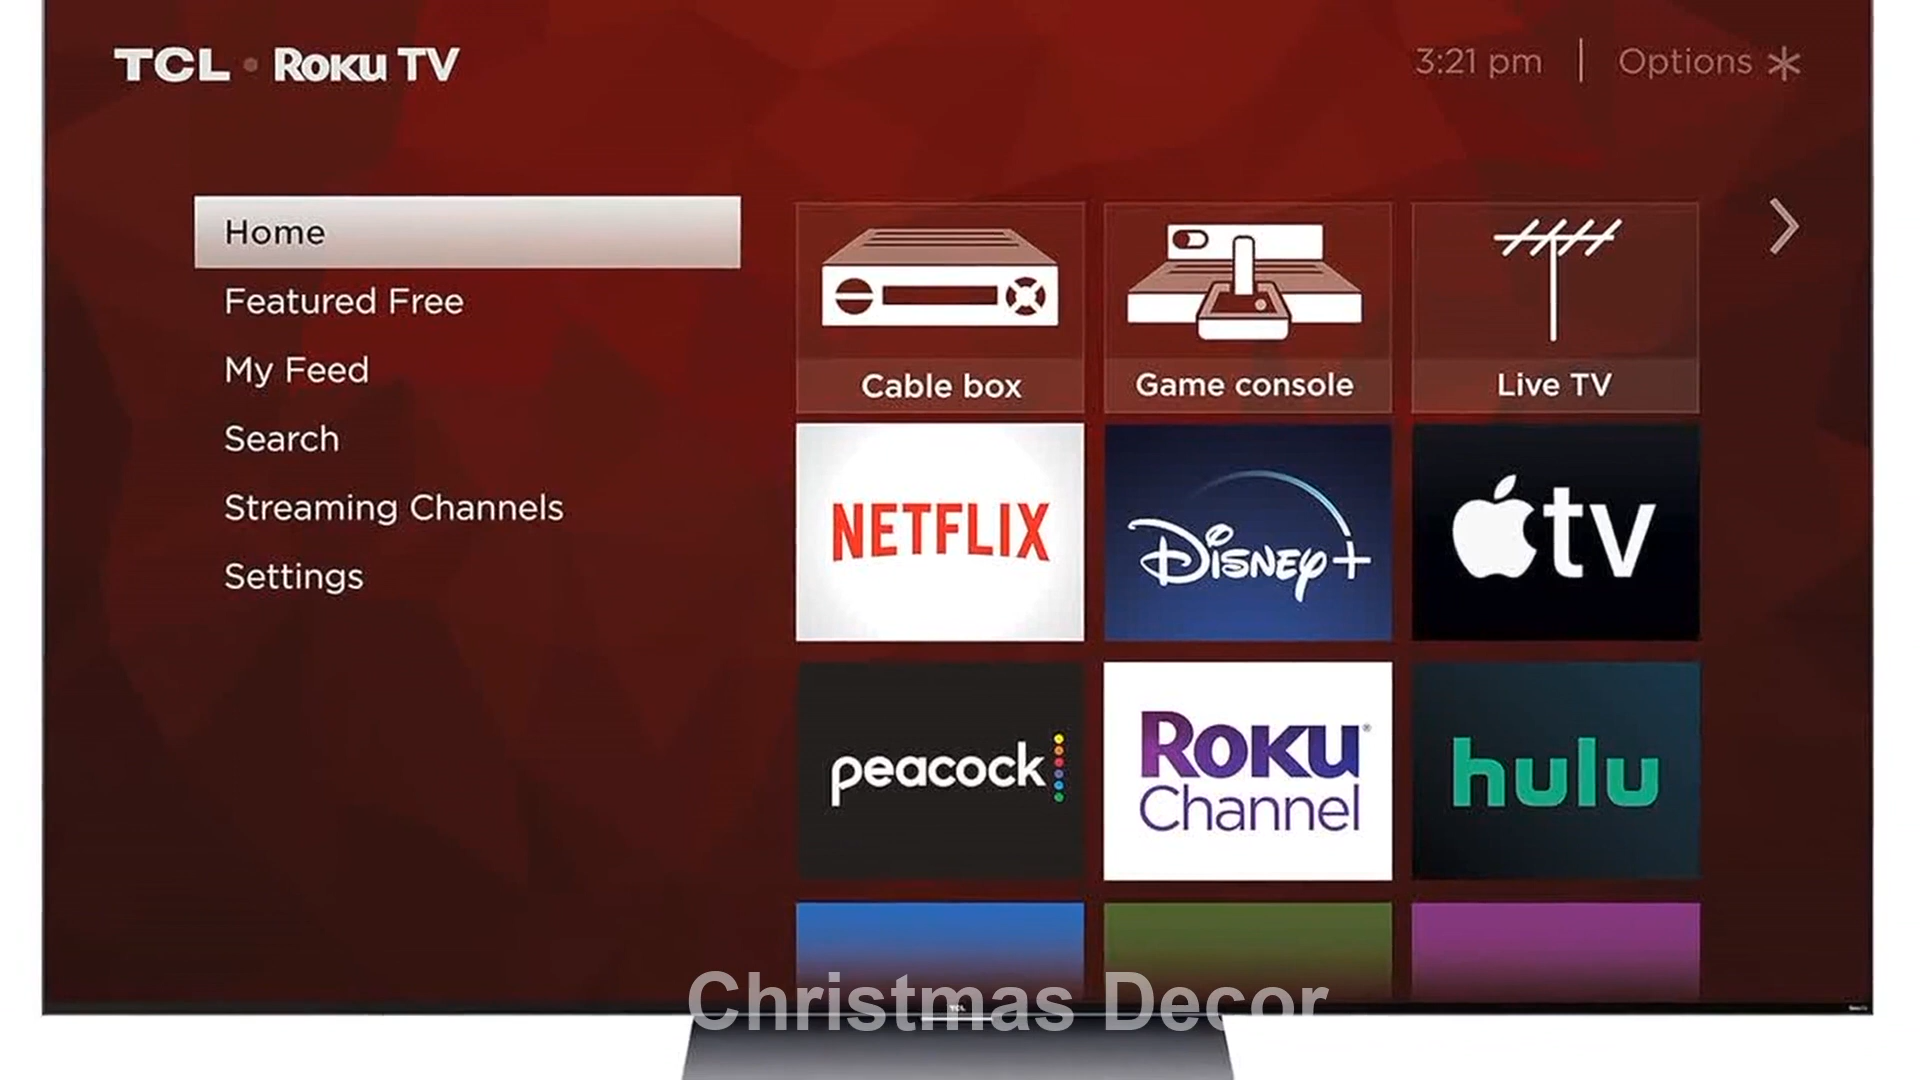 TCL • Roku TV
3:21 pm | Options *
Home
Featured Free
My Feed
Search
Streaming Channels
Settings
Cable box
Game console
Live TV
NETFLIX
Disney+
tv
peacock
Roku
Channel
hulu
Christmas Decor
TCL